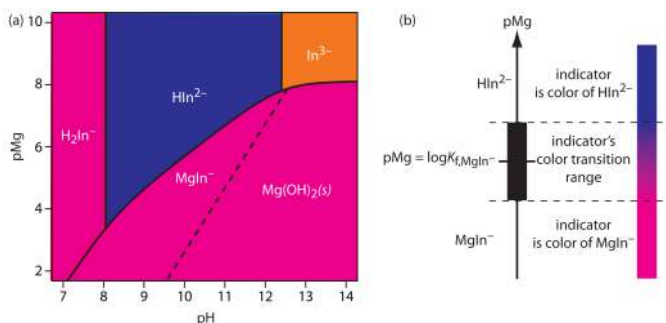 (a)
10
8
6
4
2
pMg
H₂In⁻
HIn²⁻
In³⁻
MgIn⁻
Mg(OH)₂(s)
7 8 9 10 11 12 13 14
pH
(b)
pMg
HIn²⁻
indicator
is color of HIn²⁻
pMg = logKf,MgIn⁻
indicator's
color transition
range
MgIn⁻
indicator
is color of MgIn⁻